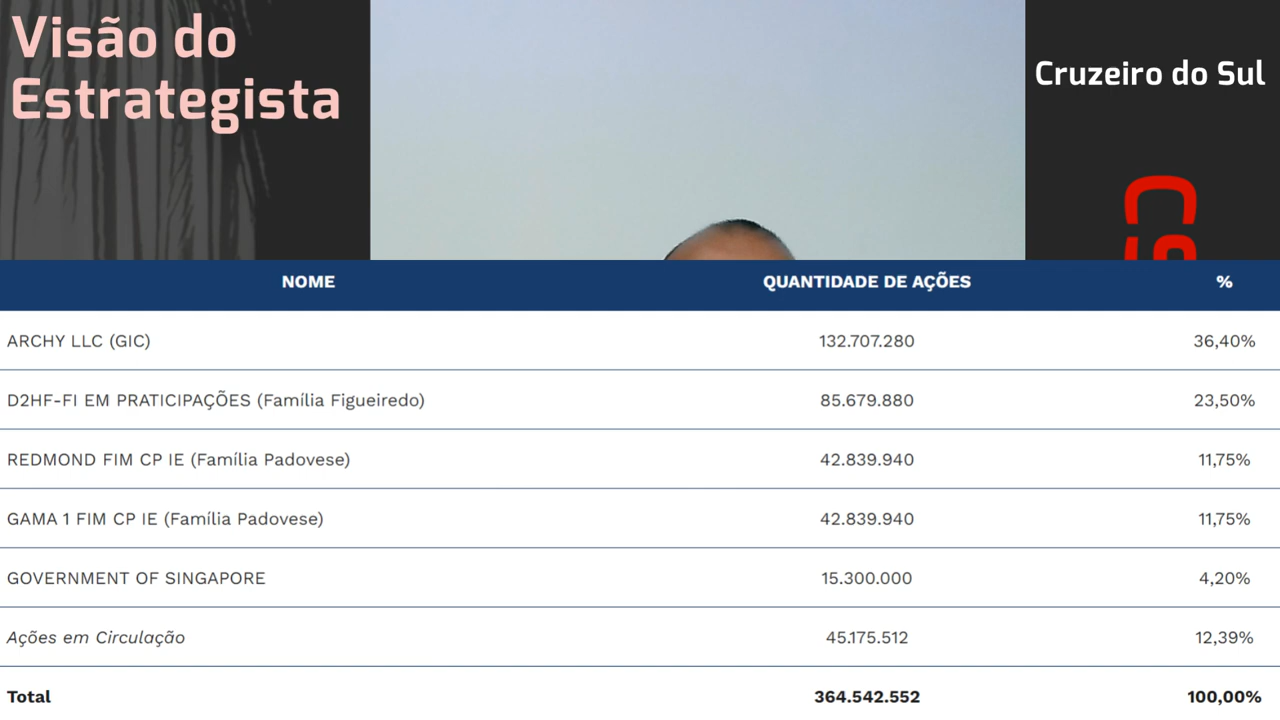 Visão do
Estrategista
Cruzeiro do Sul
NOME QUANTIDADE DE AÇÕES %
ARCHY LLC (GIC) 132.707.280 36,40%
D2HF-FI EM PRATICIPAÇÕES (Família Figueiredo) 85.679.880 23,50%
REDMOND FIM CP IE (Família Padovese) 42.839.940 11,75%
GAMA 1 FIM CP IE (Família Padovese) 42.839.940 11,75%
GOVERNMENT OF SINGAPORE 15.300.000 4,20%
Ações em Circulação 45.175.512 12,39%
Total 364.542.552 100,00%